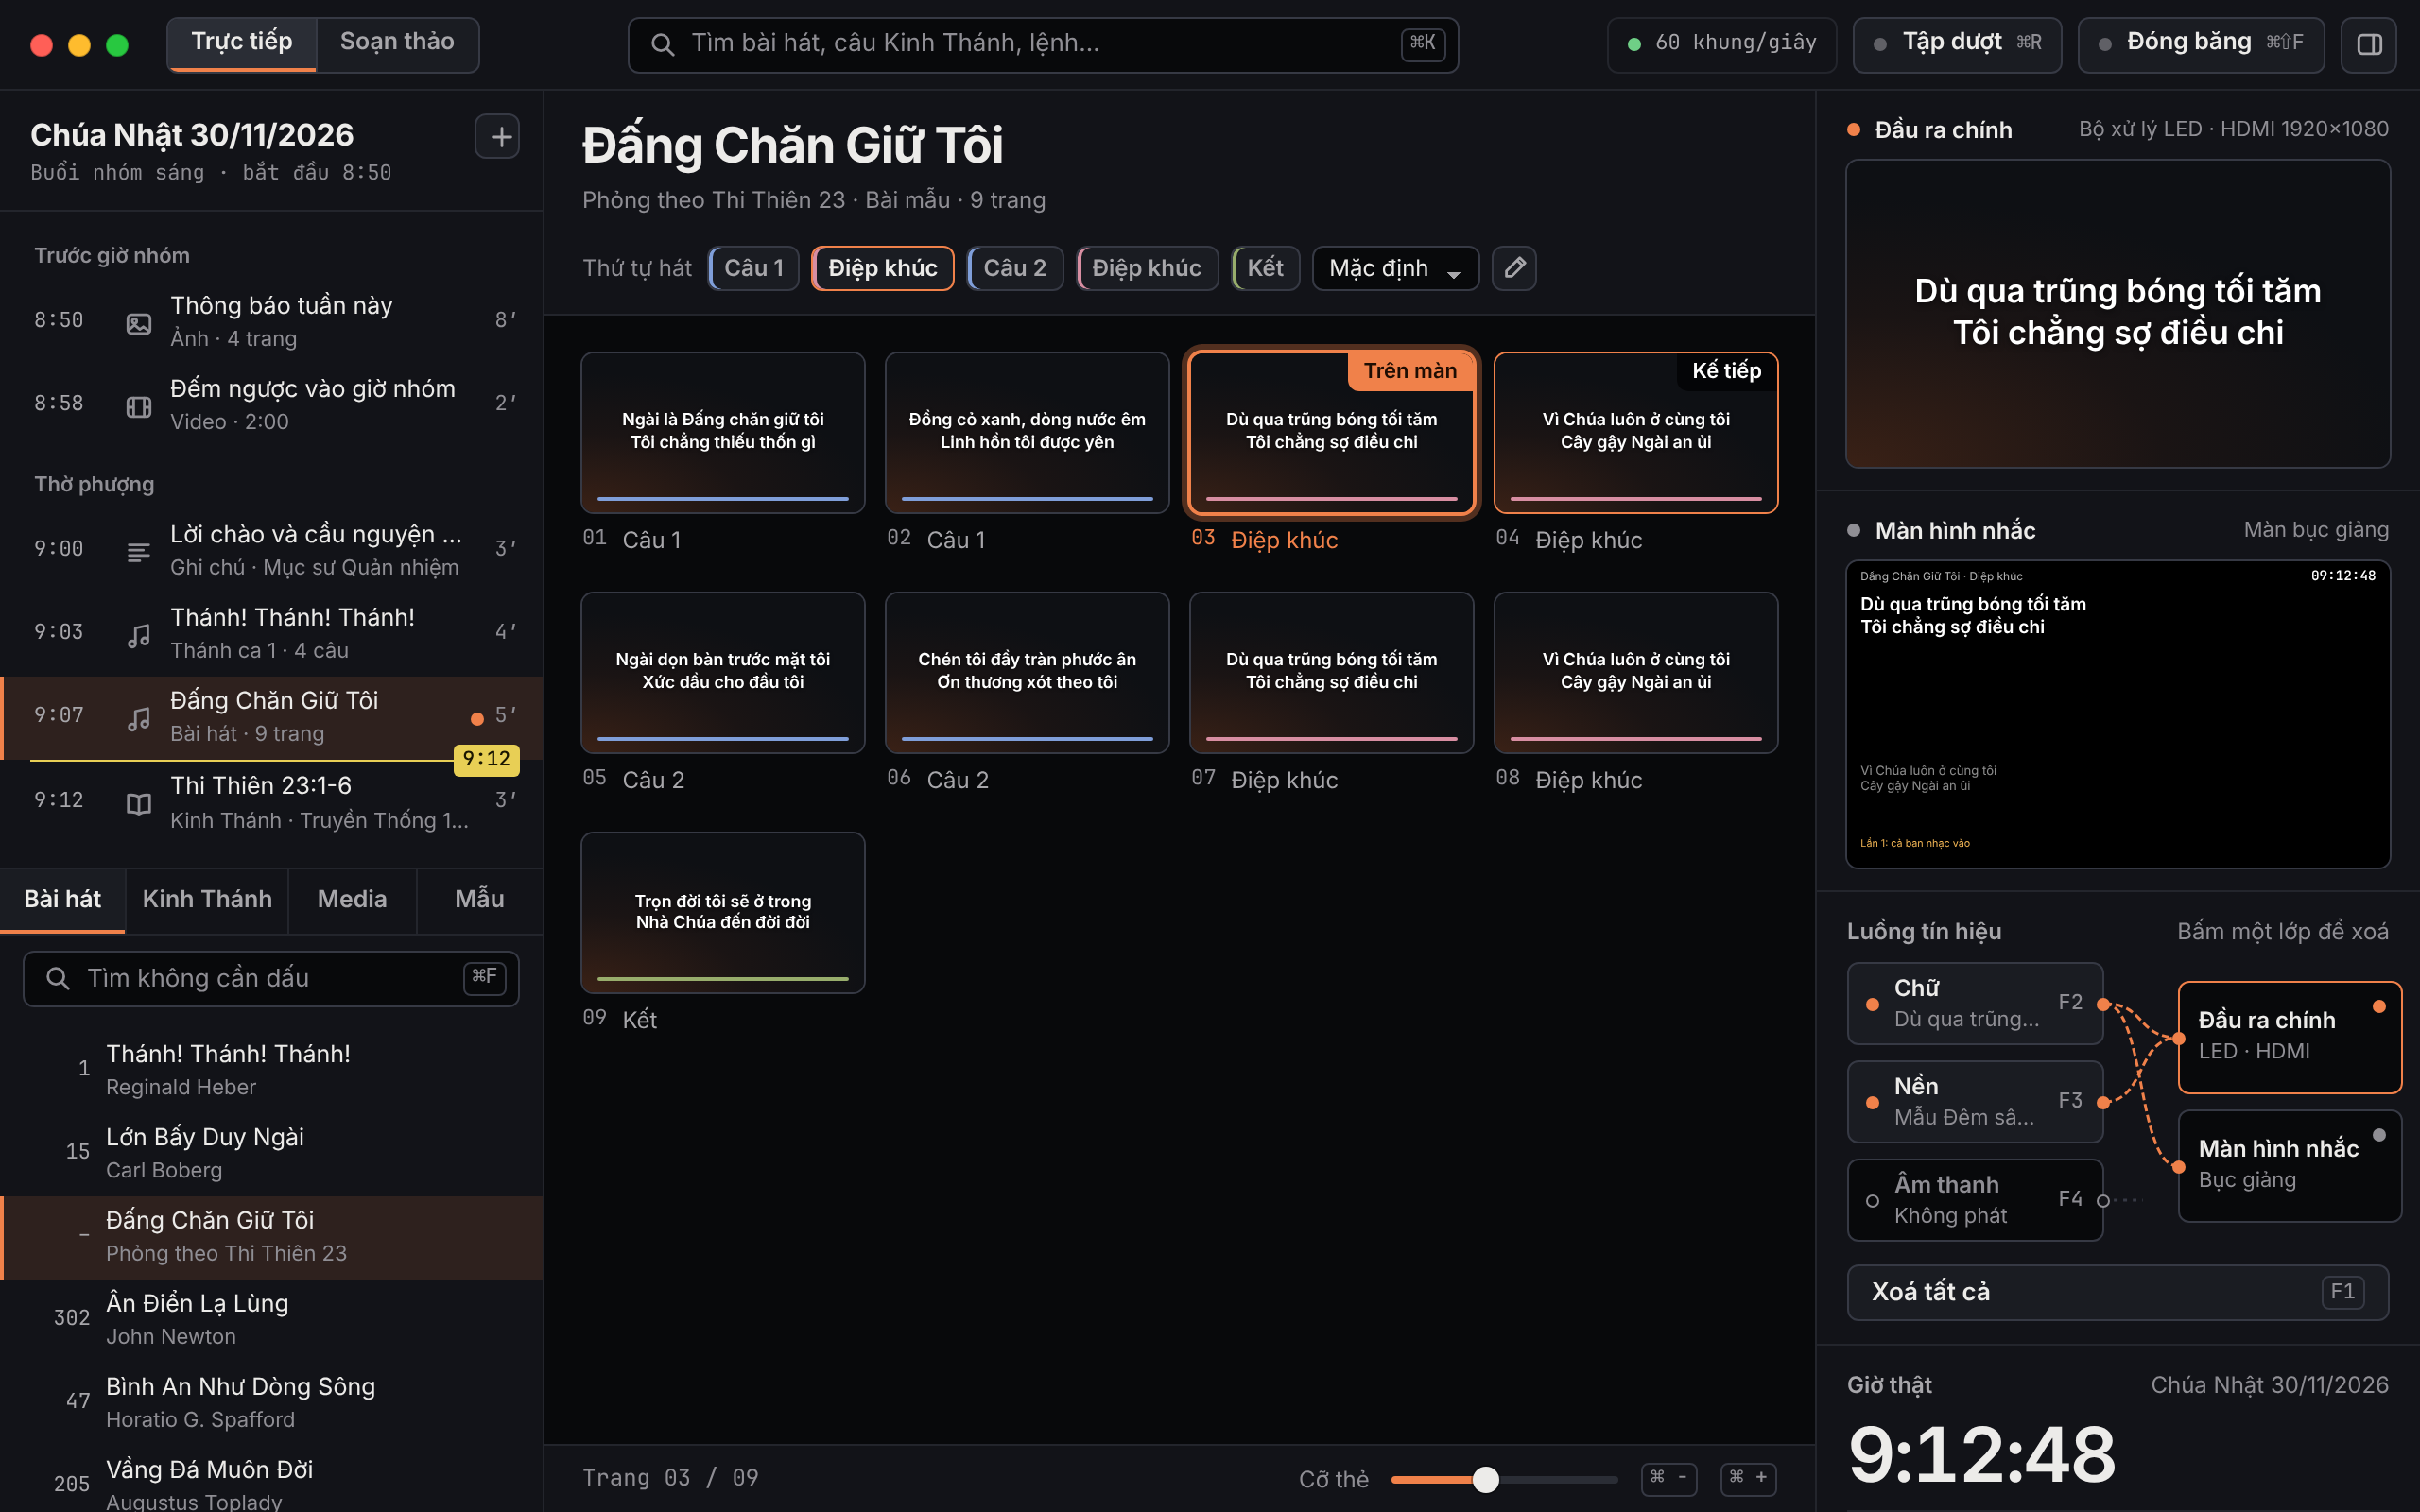 Trực tiếp
Soạn thảo
Tìm bài hát, câu Kinh Thánh, lệnh...
⌘K
60 khung/giây
Tập dượt ⌘R
Đóng băng ⌘⇧F
Chúa Nhật 30/11/2026
Buổi nhóm sáng · bắt đầu 8:50
Trước giờ nhóm
8:50
Thông báo tuần này
Ảnh · 4 trang
8′
8:58
Đếm ngược vào giờ nhóm
Video · 2:00
2′
Thờ phượng
9:00
Lời chào và cầu nguyện ...
Ghi chú · Mục sư Quản nhiệm
3′
9:03
Thánh! Thánh! Thánh!
Thánh ca 1 · 4 câu
4′
9:07
Đấng Chăn Giữ Tôi
Bài hát · 9 trang
5′
9:12
9:12
Thi Thiên 23:1-6
Kinh Thánh · Truyền Thống 1...
3′
Bài hát
Kinh Thánh
Media
Mẫu
Tìm không cần dấu
⌘F
1
Thánh! Thánh! Thánh!
Reginald Heber
15
Lớn Bấy Duy Ngài
Carl Boberg
–
Đấng Chăn Giữ Tôi
Phỏng theo Thi Thiên 23
302
Ân Điển Lạ Lùng
John Newton
47
Bình An Như Dòng Sông
Horatio G. Spafford
205
Vầng Đá Muôn Đời
Augustus Toplady
Đấng Chăn Giữ Tôi
Phỏng theo Thi Thiên 23 · Bài mẫu · 9 trang
Thứ tự hát
Câu 1
Điệp khúc
Câu 2
Điệp khúc
Kết
Mặc định
Ngài là Đấng chăn giữ tôi
Tôi chẳng thiếu thốn gì
01 Câu 1
Đồng cỏ xanh, dòng nước êm
Linh hồn tôi được yên
02 Câu 1
Trên màn
Dù qua trũng bóng tối tăm
Tôi chẳng sợ điều chi
03 Điệp khúc
Kế tiếp
Vì Chúa luôn ở cùng tôi
Cây gậy Ngài an ủi
04 Điệp khúc
Ngài dọn bàn trước mặt tôi
Xức dầu cho đầu tôi
05 Câu 2
Chén tôi đầy tràn phước ân
Ơn thương xót theo tôi
06 Câu 2
Dù qua trũng bóng tối tăm
Tôi chẳng sợ điều chi
07 Điệp khúc
Vì Chúa luôn ở cùng tôi
Cây gậy Ngài an ủi
08 Điệp khúc
Trọn đời tôi sẽ ở trong
Nhà Chúa đến đời đời
09 Kết
Trang 03 / 09
Cỡ thẻ
⌘ -
⌘ +
Đầu ra chính
Bộ xử lý LED · HDMI 1920×1080
Dù qua trũng bóng tối tăm
Tôi chẳng sợ điều chi
Màn hình nhắc
Màn bục giảng
Đấng Chăn Giữ Tôi · Điệp khúc
09:12:48
Dù qua trũng bóng tối tăm
Tôi chẳng sợ điều chi
Vì Chúa luôn ở cùng tôi
Cây gậy Ngài an ủi
Lần 1: cả ban nhạc vào
Luồng tín hiệu
Bấm một lớp để xoá
Chữ
Dù qua trũng...
F2
Nền
Mẫu Đêm sâ...
F3
Âm thanh
Không phát
F4
Đầu ra chính
LED · HDMI
Màn hình nhắc
Bục giảng
Xoá tất cả
F1
Giờ thật
Chúa Nhật 30/11/2026
9:12:48